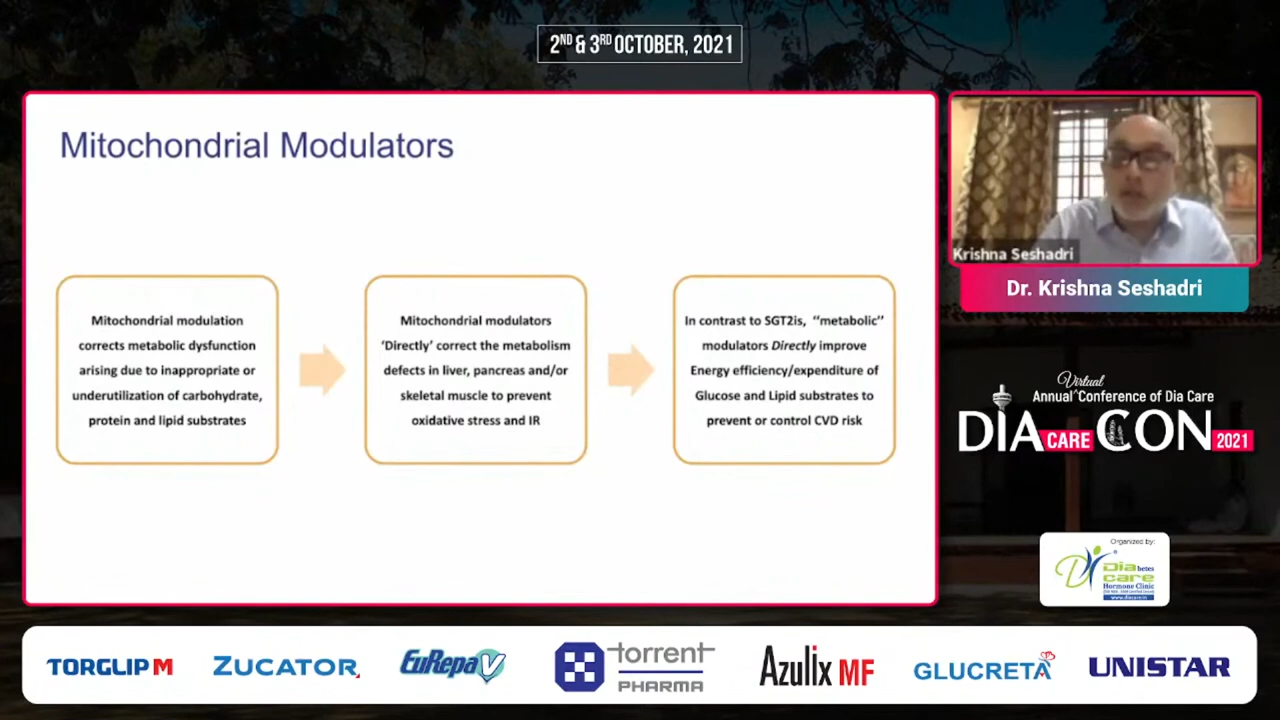 2ND & 3RD OCTOBER, 2021
Mitochondrial Modulators
Mitochondrial modulation
corrects metabolic dysfunction
arising due to inappropriate or
underutilization of carbohydrate,
protein and lipid substrates
Mitochondrial modulators
‘Directly’ correct the metabolism
defects in liver, pancreas and/or
skeletal muscle to prevent
oxidative stress and IR
In contrast to SGT2is, “metabolic”
modulators Directly improve
Energy efficiency/expenditure of
Glucose and Lipid substrates to
prevent or control CVD risk
Krishna Seshadri
Dr. Krishna Seshadri
Virtual
Annual ^ Conference of Dia Care
DIA CARE CON 2021
Organized by:
Dia betes
care
Hormone Clinic
www.diacare.in
TORGLIP M
ZUCATOR
EuRepa V
torrent
PHARMA
Azulix MF
GLUCRETA
UNISTAR